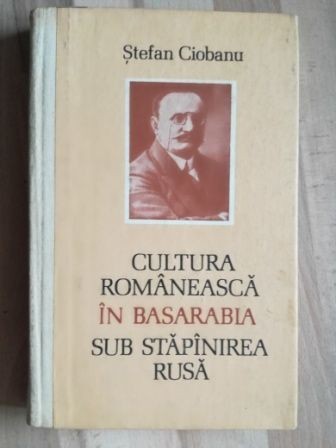 Ștefan Ciobanu
CULTURA
ROMÂNEASCĂ
ÎN BASARABIA
SUB STĂPÎNIREA
RUSĂ